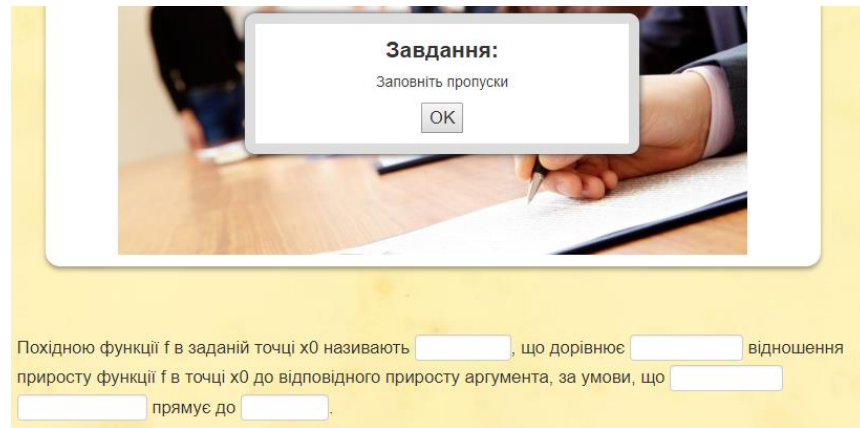 Завдання:
Заповніть пропуски
OK
Похідною функції f в заданій точці x0 називають , що дорівнює відношення
приросту функції f в точці x0 до відповідного приросту аргумента, за умови, що
прямує до .